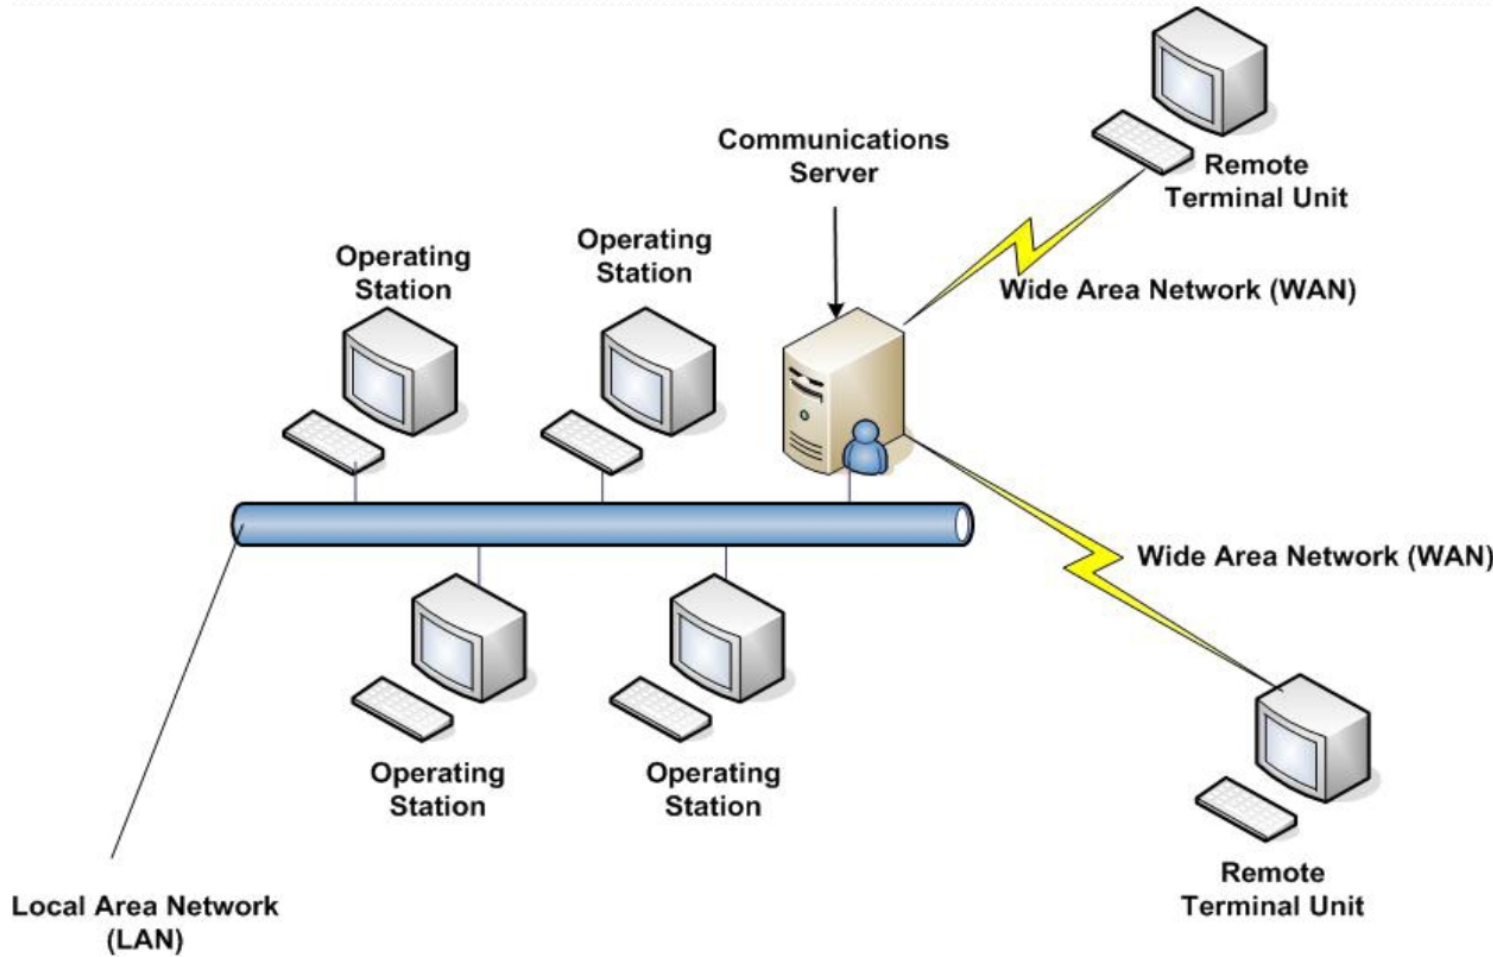 Communications
Server
Remote
Terminal Unit
Operating
Station
Operating
Station
Wide Area Network (WAN)
Wide Area Network (WAN)
Operating
Station
Operating
Station
Remote
Terminal Unit
Local Area Network
(LAN)